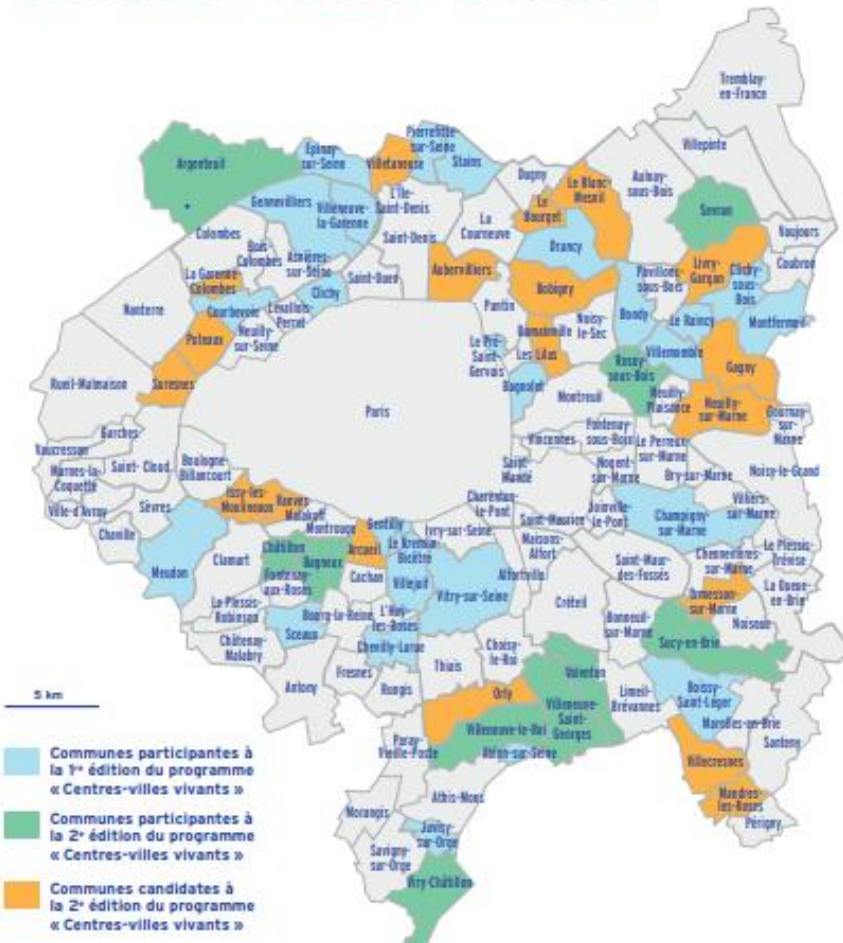 Tremblay-
en-France
Villepinte
Pierrefitte-
sur-Seine
Epinay-
sur-Seine
Villetaneuse
Stains
Argenteuil
Dugny
Le Blanc-
Mesnil
Aulnay-
sous-Bois
Gennevilliers
Villeneuve-
la-Garenne
L'Ile-
Saint-Denis
Le
Bourget
Sevran
Colombes
Saint-Denis
La
Courneuve
Drancy
Vaujours
Bois-
Colombes
Asnières-
sur-Seine
Saint-Ouen
Aubervilliers
Livry-
Gargan
Coubron
La Garenne-
Colombes
Clichy
Bobigny
Pavillons-
sous-Bois
Clichy-
sous-
Bois
Nanterre
Courbevoie
Levallois-
Perret
Pantin
Bondy
Le Raincy
Montfermeil
Puteaux
Neuilly-
sur-Seine
Romainville
Noisy-
le-Sec
Le Pré-
Saint-
Gervais
Les Lilas
Rosny-
sous-Bois
Villemomble
Gagny
Rueil-Malmaison
Suresnes
Bagnolet
Montreuil
Neuilly-
Plaisance
Neuilly-
sur-Marne
Gournay-
sur-
Marne
Paris
Garches
Vaucresson
Fontenay-
sous-Bois
Vincennes
Le Perreux-
sur-Marne
Marnes-la-
Coquette
Saint- Cloud
Boulogne-
Billancourt
Saint-
Mandé
Nogent-
sur-Marne
Bry-sur-Marne
Noisy-le-Grand
Ville-d'Avray
Sèvres
Issy-les-
Moulineaux
Vanves
Malakoff
Charenton-
le-Pont
Joinville-
le-Pont
Villiers-
sur-Marne
Chaville
Montrouge
Gentilly
Ivry-sur-Seine
Saint-Maurice
Champigny-
sur-Marne
Meudon
Clamart
Châtillon
Bagneux
Arcueil
Le Kremlin-
Bicêtre
Maisons-
Alfort
Chennevières-
sur-Marne
Le Plessis-
Trévise
Fontenay-
aux-Roses
Cachan
Villejuif
Vitry-sur-Seine
Alfortville
Saint-Maur-
des-Fossés
La Queue-
en-Brie
Le Plessis-
Robinson
Créteil
Ormesson-
sur-Marne
Sceaux
Bourg-la-Reine
L'Haÿ-
les-Roses
Bonneuil-
sur-Marne
Noiseau
Châtenay-
Malabry
Chevilly-Larue
Choisy-
le-Roi
Sucy-en-Brie
Antony
Fresnes
Rungis
Thiais
Valenton
Limeil-
Brévannes
Boissy-
Saint-Léger
Orly
Villeneuve-
Saint-
Georges
Marolles-en-Brie
Santeny
Paray-
Vieille-Poste
Villeneuve-le-Roi
Ablon-sur-Seine
Villecresnes
Athis-Mons
Mandres-
les-Roses
Périgny
Morangis
Juvisy-
sur-Orge
Savigny-
sur-Orge
Viry-Châtillon
5 km
Communes participantes à
la 1re édition du programme
« Centres-villes vivants »
Communes participantes à
la 2e édition du programme
« Centres-villes vivants »
Communes candidates à
la 2e édition du programme
« Centres-villes vivants »